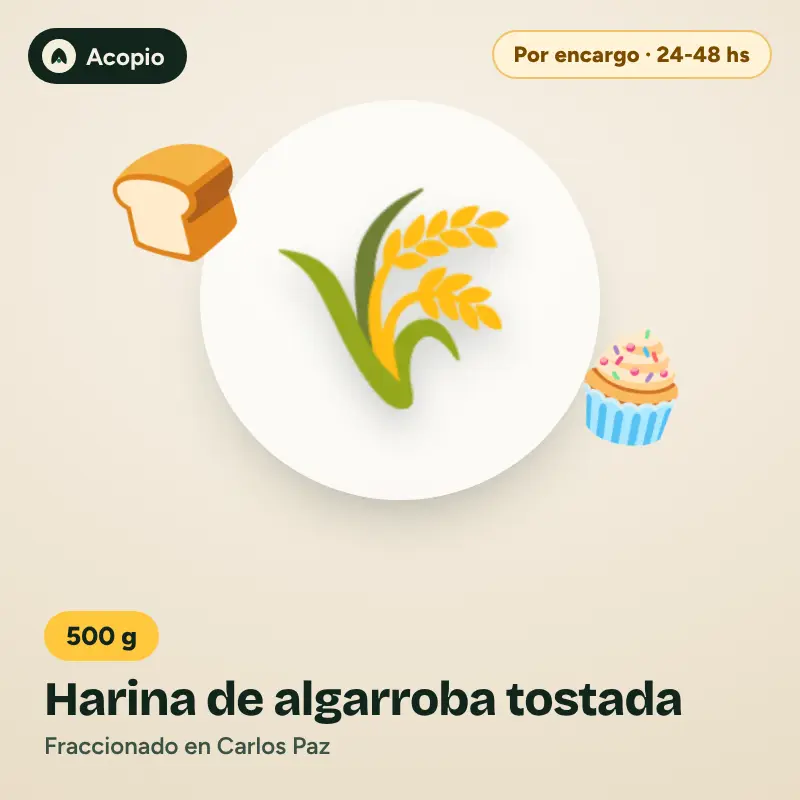 Acopio
Por encargo · 24-48 hs
500 g
Harina de algarroba tostada
Fraccionado en Carlos Paz